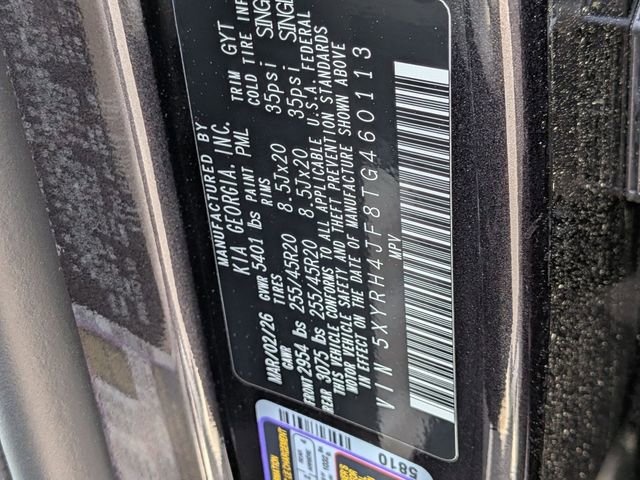 MANUFACTURED BY
KIA GEORGIA, INC.
MAR/02/26 GVWR 5401 lbs PAINT PML TRIM GYT
GAWR TIRES RIMS COLD TIRE INF
FRONT 2954 lbs 255/45R20 8.5Jx20 35psi SINGL
REAR 3075 lbs 255/45R20 8.5Jx20 35psi SINGL
THIS VEHICLE CONFORMS TO ALL APPLICABLE U.S.A. FEDERAL
MOTOR VEHICLE SAFETY AND THEFT PREVENTION STANDARDS
IN EFFECT ON THE DATE OF MANUFACTURE SHOWN ABOVE
VIN 5XYRH4JF8TG460113
MPV
5810